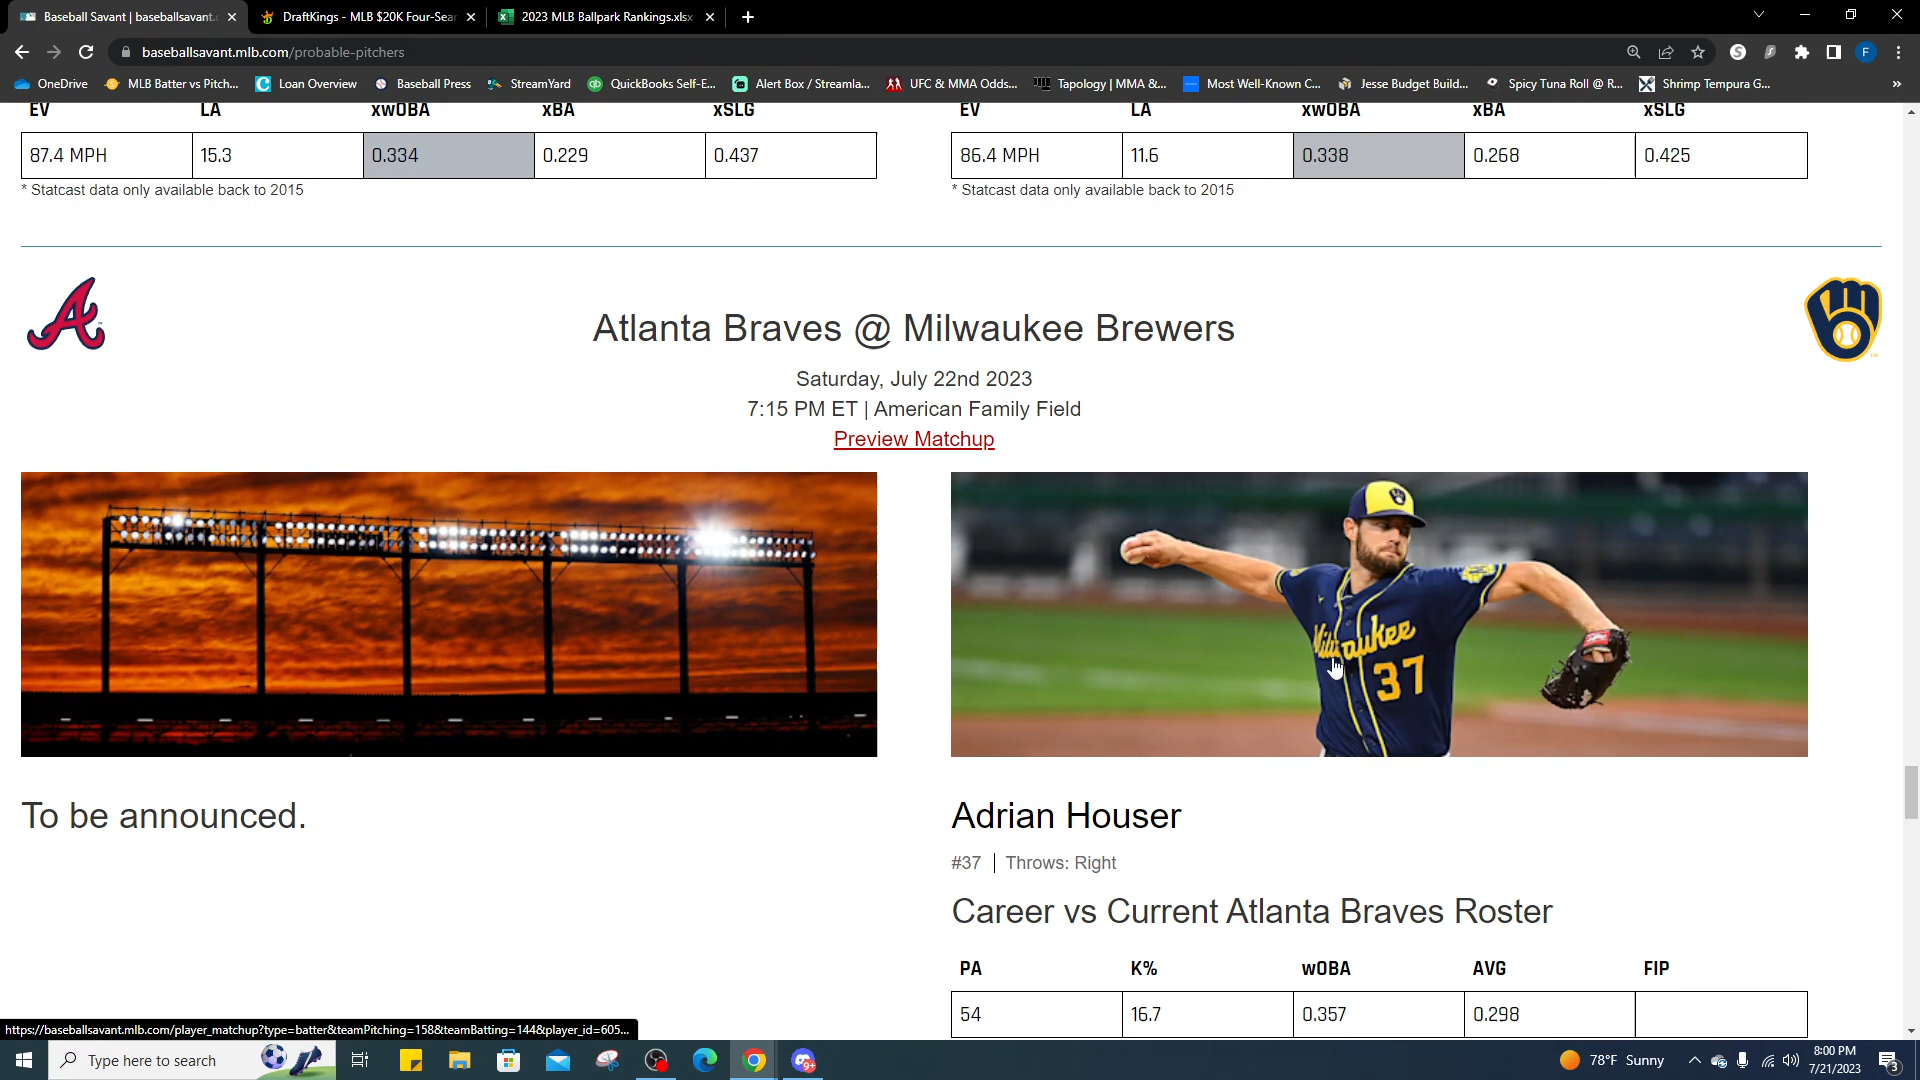 Baseball Savant | baseballsavant.
DraftKings - MLB $20K Four-Sea
2023 MLB Ballpark Rankings.xlsx
baseballsavant.mlb.com/probable-pitchers
OneDrive
MLB Batter vs Pitch...
Loan Overview
Baseball Press
StreamYard
QuickBooks Self-E...
Alert Box / Streamla...
UFC & MMA Odds...
Tapology | MMA &...
Most Well-Known C...
Jesse Budget Build...
Spicy Tuna Roll @ R...
Shrimp Tempura G...
EV LA xwOBA xBA xSLG
87.4 MPH 15.3 0.334 0.229 0.437
* Statcast data only available back to 2015
EV LA xwOBA xBA xSLG
86.4 MPH 11.6 0.338 0.268 0.425
* Statcast data only available back to 2015
Atlanta Braves @ Milwaukee Brewers
Saturday, July 22nd 2023
7:15 PM ET | American Family Field
Preview Matchup
Milwaukee
37
To be announced.
Adrian Houser
#37 | Throws: Right
Career vs Current Atlanta Braves Roster
PA K% wOBA AVG FIP
54 16.7 0.357 0.298
https://baseballsavant.mlb.com/player_matchup?type=batter&teamPitching=158&teamBatting=144&player_id=605...
Type here to search
9+
78°F Sunny
8:00 PM
7/21/2023
3